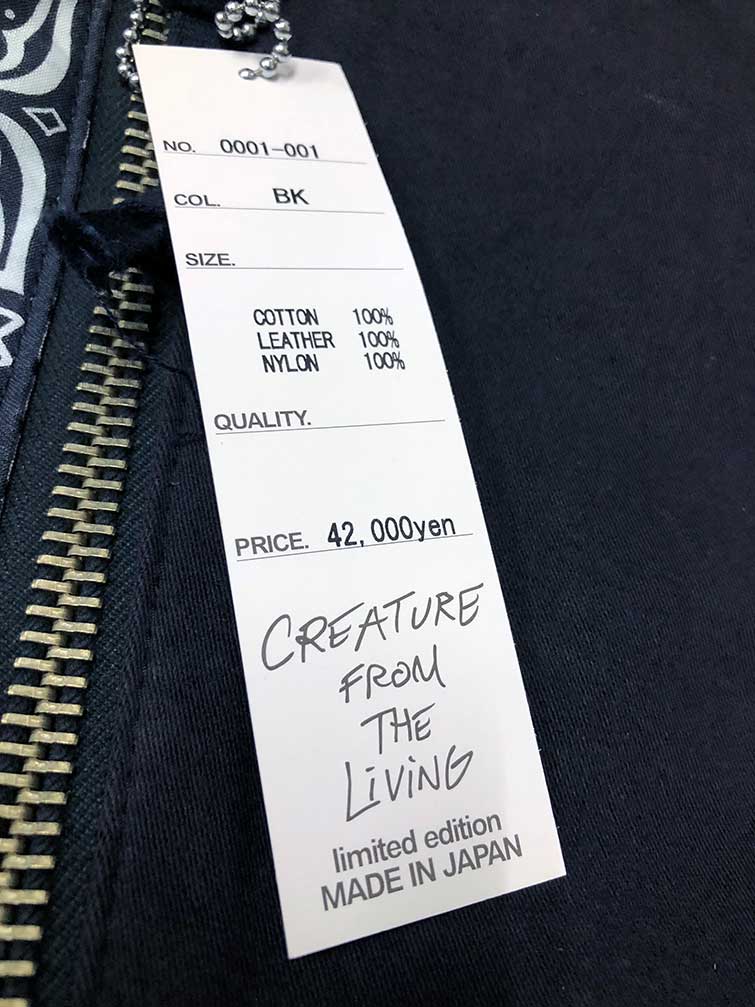 NO. 0001-001
COL. BK
SIZE.
COTTON 100%
LEATHER 100%
NYLON 100%
QUALITY.
PRICE. 42,000yen
CREATURE
FROM
THE
LiViNG
limited edition
MADE IN JAPAN